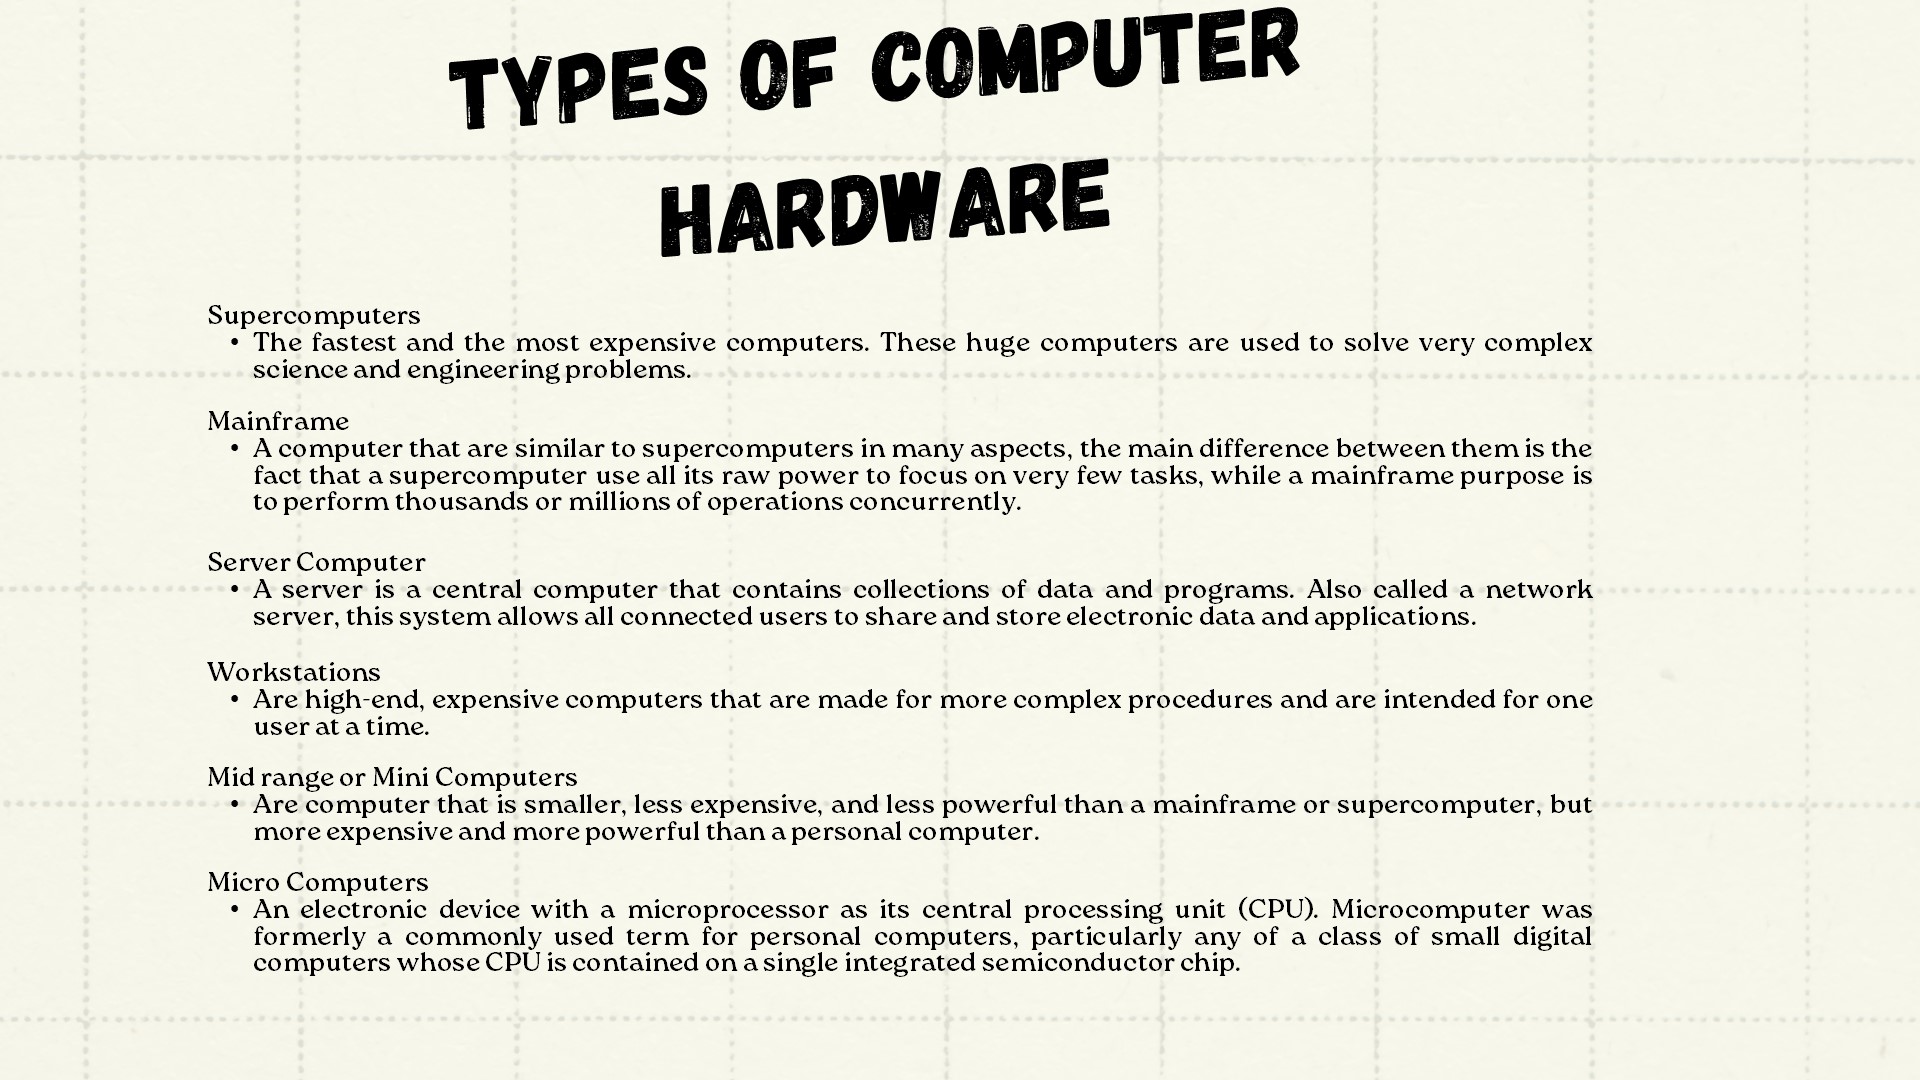 TYPES OF COMPUTER
HARDWARE
Supercomputers
• The fastest and the most expensive computers. These huge computers are used to solve very complex
science and engineering problems.
Mainframe
• A computer that are similar to supercomputers in many aspects, the main difference between them is the
fact that a supercomputer use all its raw power to focus on very few tasks, while a mainframe purpose is
to perform thousands or millions of operations concurrently.
Server Computer
• A server is a central computer that contains collections of data and programs. Also called a network
server, this system allows all connected users to share and store electronic data and applications.
Workstations
• Are high-end, expensive computers that are made for more complex procedures and are intended for one
user at a time.
Mid range or Mini Computers
• Are computer that is smaller, less expensive, and less powerful than a mainframe or supercomputer, but
more expensive and more powerful than a personal computer.
Micro Computers
• An electronic device with a microprocessor as its central processing unit (CPU). Microcomputer was
formerly a commonly used term for personal computers, particularly any of a class of small digital
computers whose CPU is contained on a single integrated semiconductor chip.